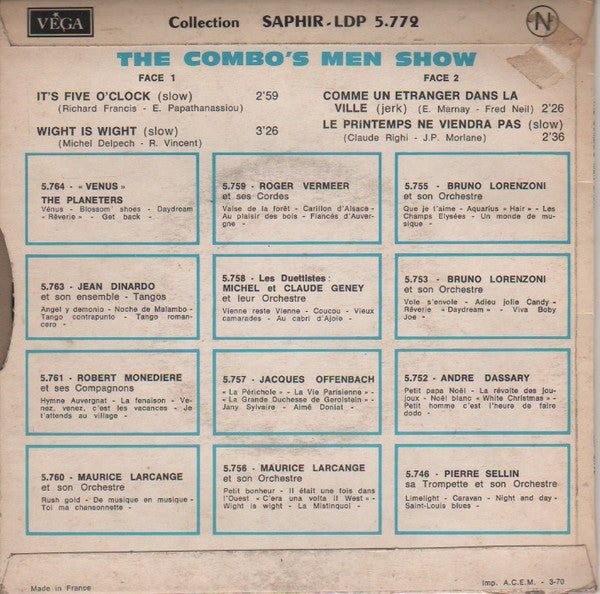 VÉGA
Collection SAPHIR - LDP 5.772
N
THE COMBO'S MEN SHOW
FACE 1
IT'S FIVE O'CLOCK (slow) 2'59
(Richard Francis - E. Papathanassiou)
WIGHT IS WIGHT (slow) 3'26
(Michel Delpech - R. Vincent)
FACE 2
COMME UN ETRANGER DANS LA
VILLE (jerk) (E. Marnay - Fred Neil) 2'26
LE PRINTEMPS NE VIENDRA PAS (slow)
(Claude Righi - J.P. Morlane) 2'36
5.764 - « VENUS »
THE PLANETERS
Vénus - Blossom' shoes - Daydream
« Rêverie » - Get back -
5.759 - ROGER VERMEER
et ses Cordes
Valse de la forêt - Carillon d'Alsace -
Au plaisir des bois - Fiancés d'Auver-
gne -
5.755 - BRUNO LORENZONI
et son Orchestre
Que je t'aime - Aquarius « Hair » - Les
Champs Elysées - Un monde de mu-
sique -
5.763 - JEAN DINARDO
et son ensemble - Tangos
Angel y demonio - Noche de Malambo -
Tango contrapunto - Tango roman-
cero -
5.758 - Les Duettistes :
MICHEL et CLAUDE GENEY
et leur Orchestre
Vienne reste Vienne - Coucou - Vieux
camarades - Au cabri d'Ajoie -
5.753 - BRUNO LORENZONI
et son Orchestre
Vole s'envole - Adieu jolie Candy -
Rêverie « Daydream » - Viva Boby
Joe -
5.761 - ROBERT MONEDIERE
et ses Compagnons
Hymne Auvergnat - La fenaison - Ve-
nez, venez, c'est les vacances - Je
t'attends au village -
5.757 - JACQUES OFFENBACH
« La Périchole » - La Vie Parisienne » -
« La Grande Duchesse de Gerolstein » -
Jany Sylvaire - Aimé Doniat -
5.752 - ANDRE DASSARY
Petit papa Noël - La révolte des jou-
joux - Noël blanc « White Christmas » -
Petit homme c'est l'heure de faire
dodo -
5.760 - MAURICE LARCANGE
et son Orchestre
Rush gold - De musique en musique -
Toi ma chansonnette -
5.756 - MAURICE LARCANGE
et son Orchestre
Petit bonheur - Il était une fois dans
l'Ouest « C'era una volta il West » -
Wight is wight - La Mistinquoi -
5.746 - PIERRE SELLIN
sa Trompette et son Orchestre
Limelight - Caravan - Night and day -
Saint-Louis blues -
Made in France
Imp. A.C.E.M. - 3-70